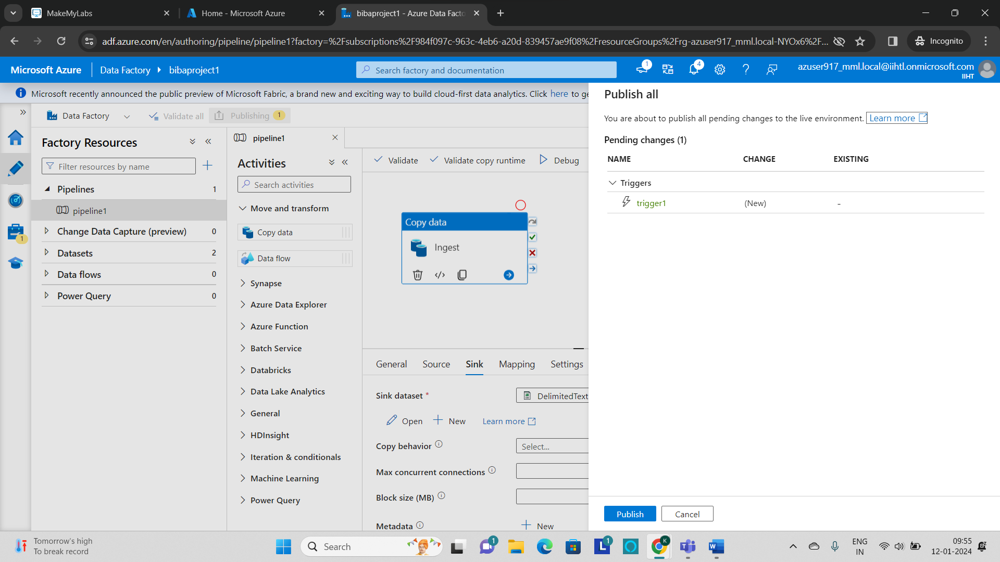 MakeMyLabs
Home - Microsoft Azure
bibaproject1 - Azure Data Facto
adf.azure.com/en/authoring/pipeline/pipeline1?factory=%2Fsubscriptions%2F984f097c-963c-4eb6-a20d-839457ae9f08%2FresourceGroups%2Frg-azuser917_mml.local-NYOx6%2F...
Incognito
Microsoft Azure
Data Factory
bibaproject1
Search factory and documentation
1
4
azuser917_mml.local@iihtl.onmicrosoft.com
IIHT
Microsoft recently announced the public preview of Microsoft Fabric, a brand new and exciting way to build cloud-first data analytics. Click here to ge
Data Factory
Validate all
Publishing 1
Factory Resources
Filter resources by name
Pipelines 1
pipeline1
Change Data Capture (preview) 0
Datasets 2
Data flows 0
Power Query 0
1
pipeline1
Activities
Search activities
Move and transform
Copy data
Data flow
Synapse
Azure Data Explorer
Azure Function
Batch Service
Databricks
Data Lake Analytics
General
HDInsight
Iteration & conditionals
Machine Learning
Power Query
Validate
Validate copy runtime
Debug
Copy data
Ingest
General
Source
Sink
Mapping
Settings
Sink dataset *
DelimitedText
Open
New
Learn more
Copy behavior
Select...
Max concurrent connections
Block size (MB)
Metadata
New
Publish all
You are about to publish all pending changes to the live environment. Learn more
Pending changes (1)
NAME CHANGE EXISTING
Triggers
trigger1 (New) -
Publish
Cancel
Tomorrow's high
To break record
Search
1
1
K
ENG
IN
09:55
12-01-2024